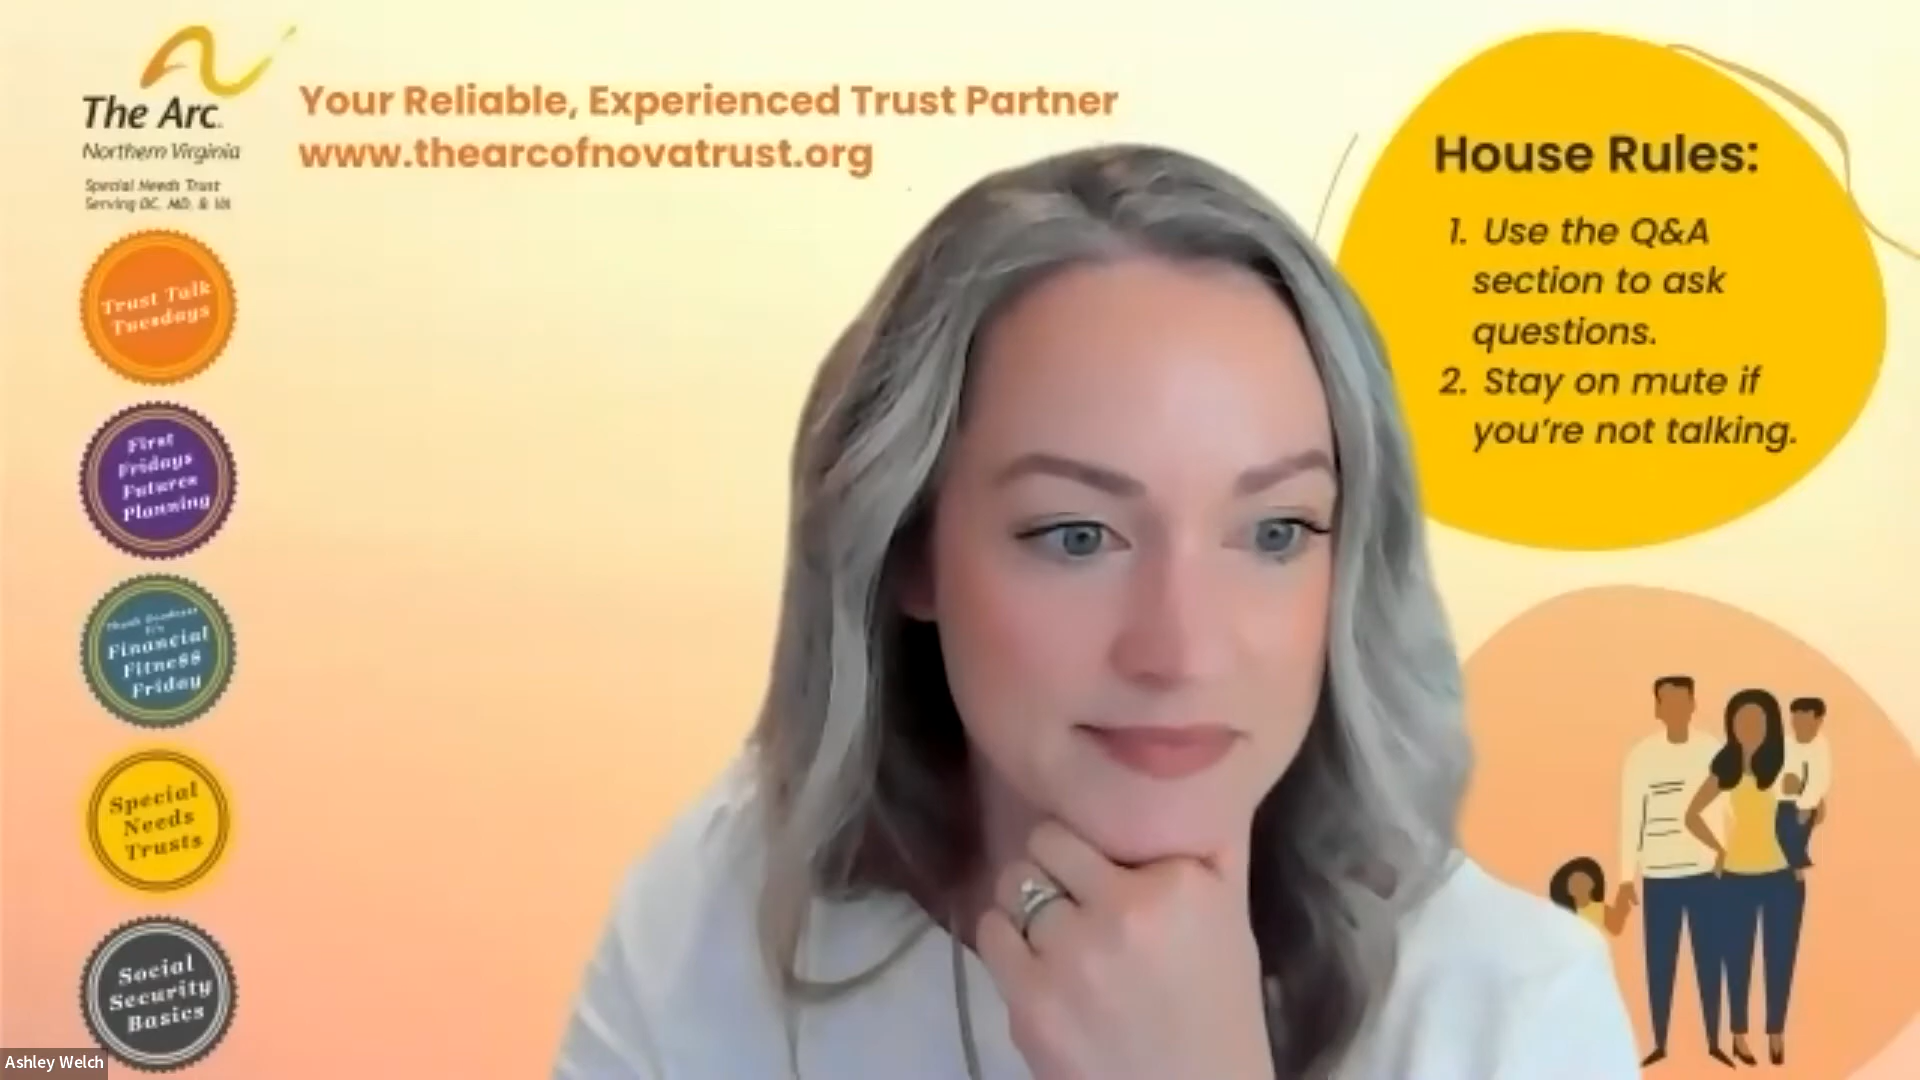 The Arc.
Northern Virginia
Special Needs Trust
Serving DC, MD, & VA
Your Reliable, Experienced Trust Partner
www.thearcofnovatrust.org
House Rules:
1. Use the Q&A
section to ask
questions.
2. Stay on mute if
you're not talking.
Trust Talk
Tuesdays
First
Fridays
Futures
Planning
Financial
Fitness
Friday
Special
Needs
Trusts
Social
Security
Basics
Ashley Welch